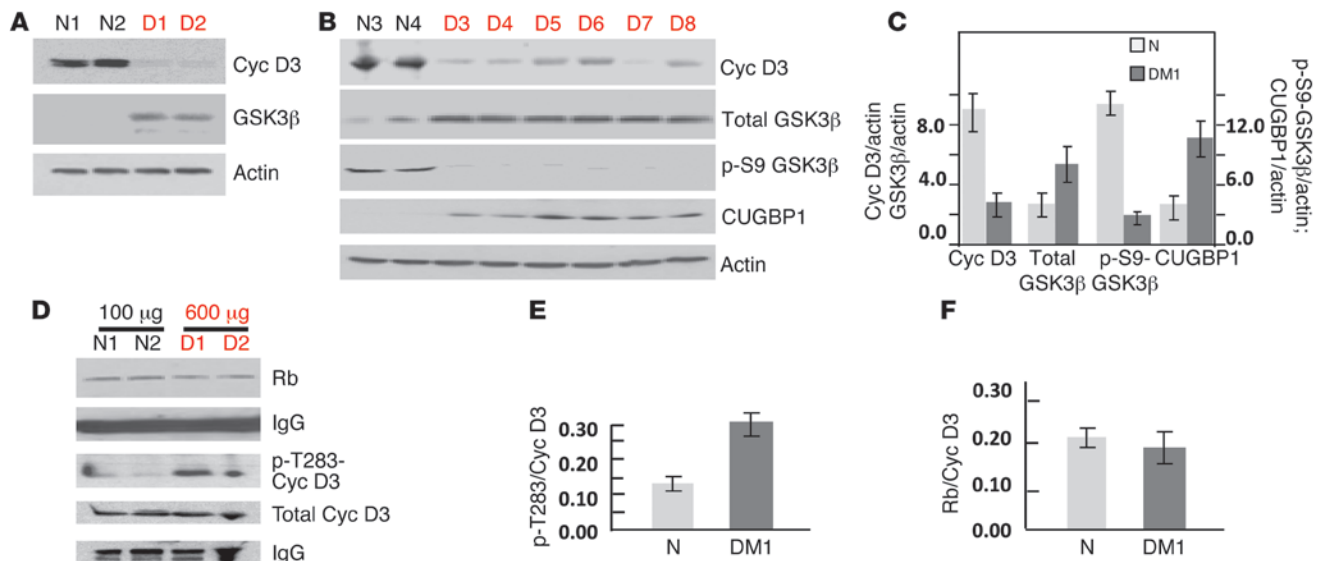 A
N1 N2 D1 D2
Cyc D3
GSK3β
Actin
B
N3 N4 D3 D4 D5 D6 D7 D8
Cyc D3
Total GSK3β
p-S9 GSK3β
CUGBP1
Actin
C
N
DM1
Cyc D3/actin
GSK3β/actin
8.0
4.0
0.0
12.0
6.0
0.0
p-S9-GSK3β/actin;
CUGBP1/actin
Cyc D3 Total p-S9- CUGBP1
GSK3β GSK3β
D
100 µg 600 µg
N1 N2 D1 D2
Rb
IgG
p-T283-
Cyc D3
Total Cyc D3
IgG
E
p-T283/Cyc D3
0.30
0.20
0.10
0.00
N DM1
F
Rb/Cyc D3
0.30
0.20
0.10
0.00
N DM1